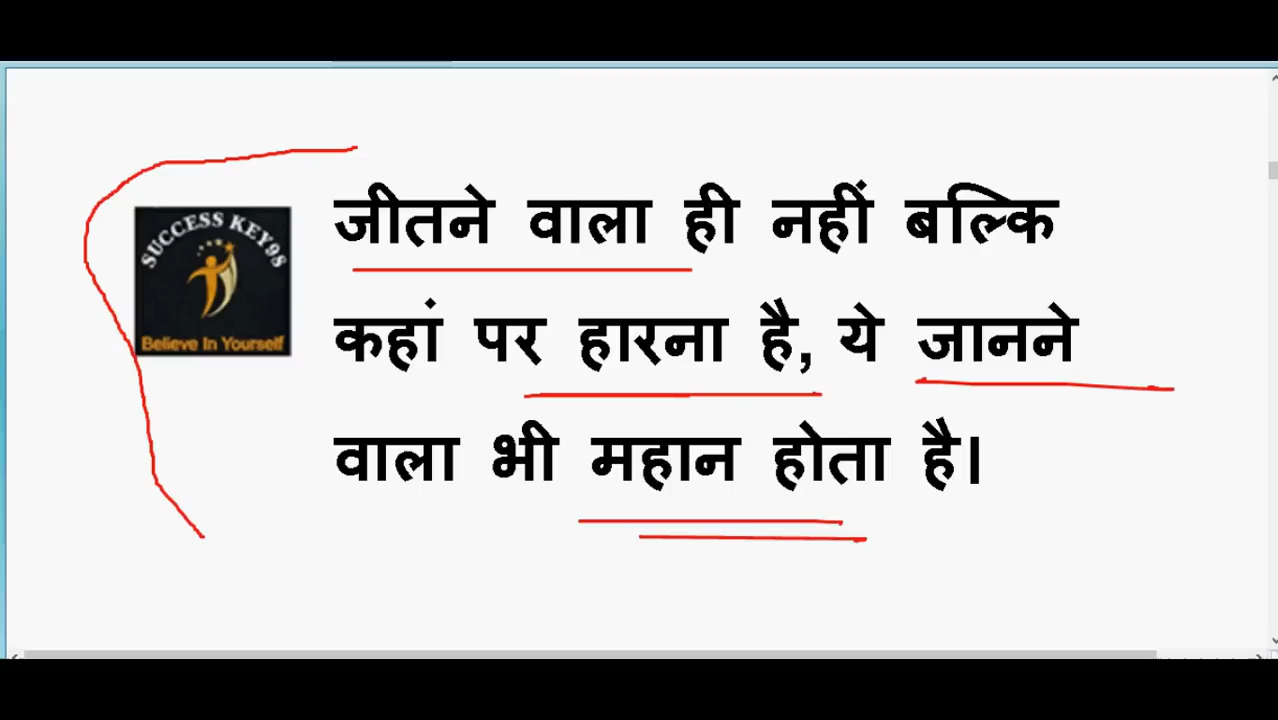 SUCCESS KEY98
Believe In Yourself
जीतने वाला ही नहीं बल्कि
कहां पर हारना है, ये जानने
वाला भी महान होता है।